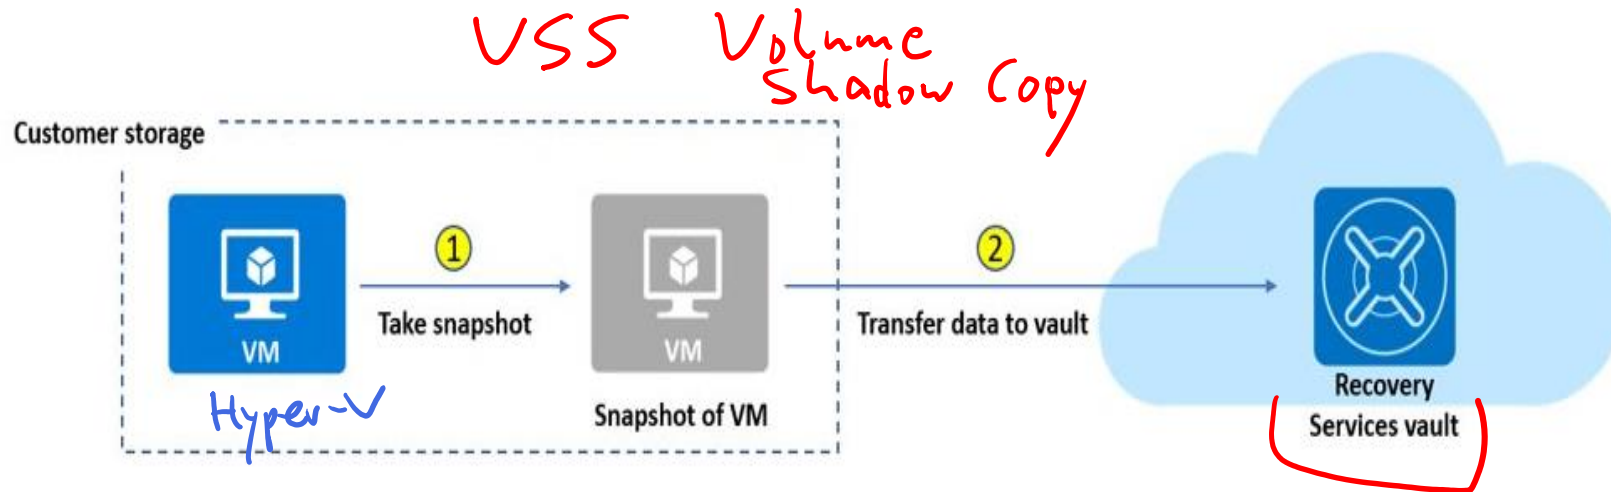 VSS Volume
Shadow Copy
Customer storage
1
2
Take snapshot
Transfer data to vault
VM
VM
Hyper-V
Snapshot of VM
Recovery
Services vault